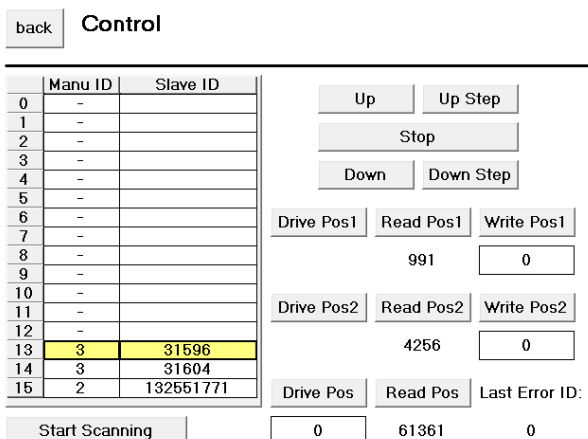 back Control
Manu ID Slave ID
0 -
1 -
2 -
3 -
4 -
5 -
6 -
7 -
8 -
9 -
10 -
11 -
12 -
13 3 31596
14 3 31604
15 2 132551771
Start Scanning
Up Up Step
Stop
Down Down Step
Drive Pos1 Read Pos1 Write Pos1
991 0
Drive Pos2 Read Pos2 Write Pos2
4256 0
Drive Pos Read Pos Last Error ID:
0 61361 0